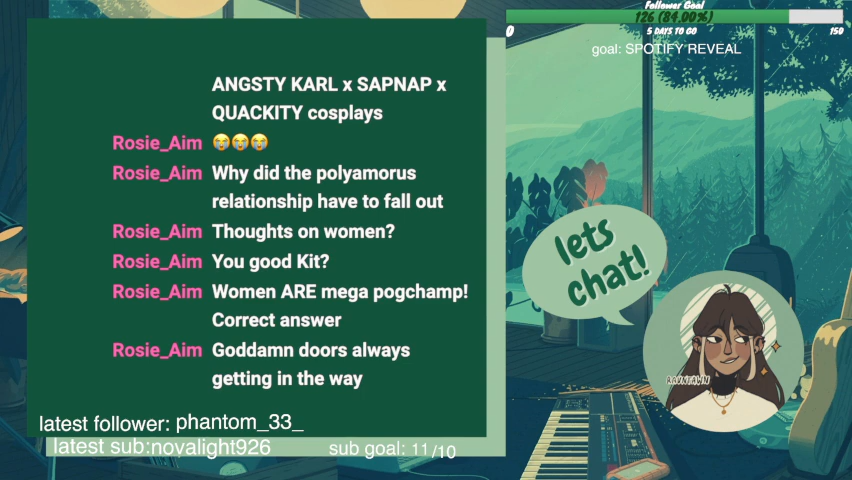 Follower Goal
126 (84.00%)
0 5 DAYS TO GO 150
goal: SPOTIFY REVEAL
ANGSTY KARL x SAPNAP x
QUACKITY cosplays
Rosie_Aim 😭😭😭
Rosie_Aim Why did the polyamorus
relationship have to fall out
Rosie_Aim Thoughts on women?
Rosie_Aim You good Kit?
Rosie_Aim Women ARE mega pogchamp!
Correct answer
Rosie_Aim Goddamn doors always
getting in the way
lets
chat!
latest follower: phantom_33_
latest sub:novalight926
sub goal: 11/10